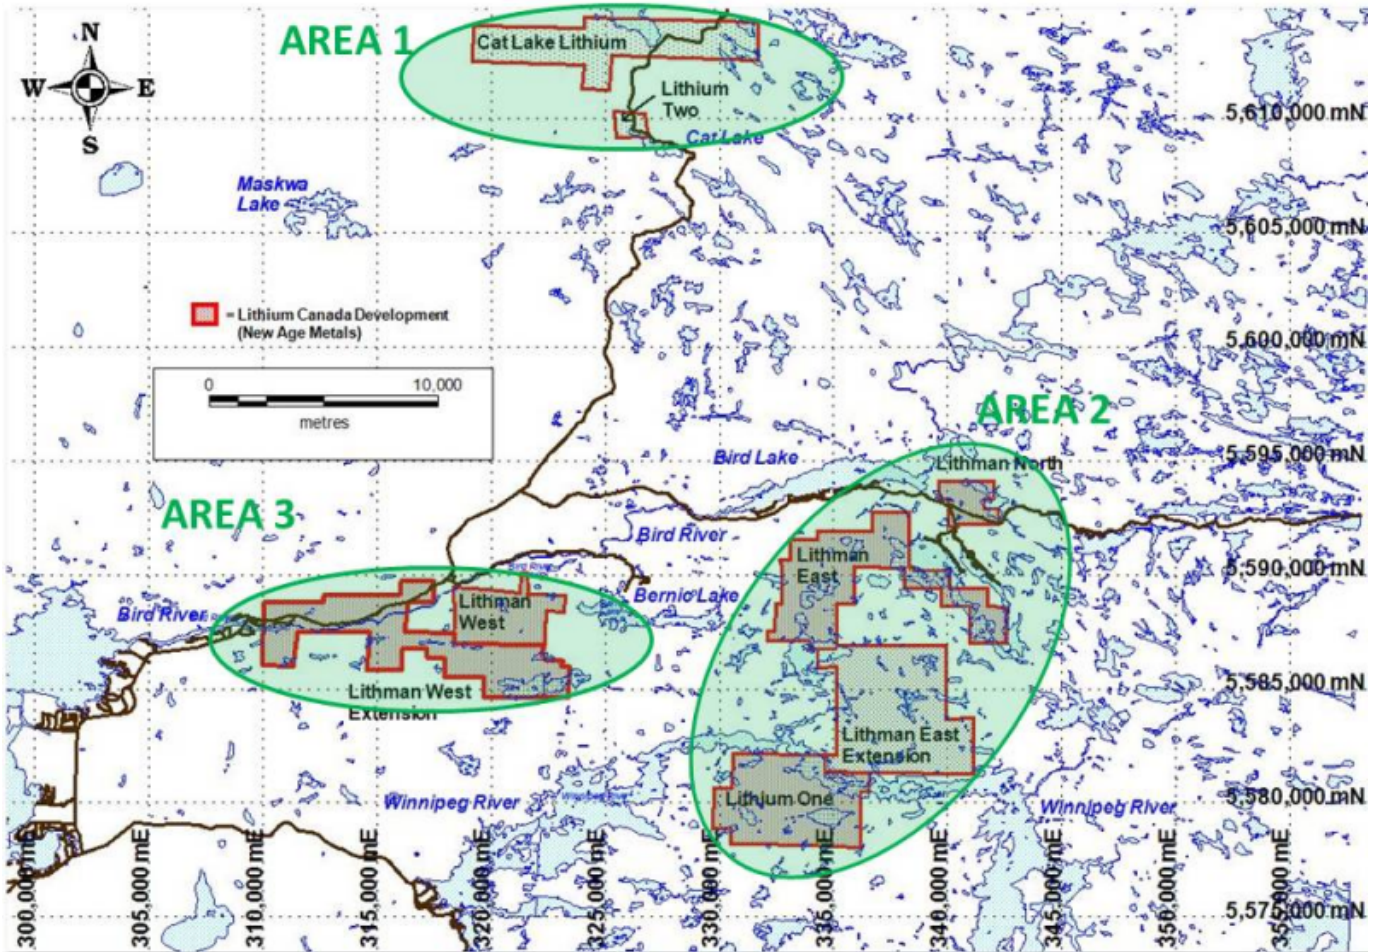 AREA 1
Cat Lake Lithium
N
W
E
S
Lithium
Two
Cat Lake
5,610,000 mN
Maskwa
Lake
5,605,000 mN
= Lithium Canada Development
(New Age Metals)
5,600,000 mN
0 10,000
metres
AREA 2
Bird Lake
Lithman North
5,595,000 mN
AREA 3
Bird River
Lithman
East
5,590,000 mN
Bird River
Bernic Lake
Bird River
Lithman
West
5,585,000 mN
Lithman West
Extension
Lithman East
Extension
Lithium One
Winnipeg River
Winnipeg River
Winnipeg River
5,580,000 mN
5,575,000 mN
300,000 mE
305,000 mE
310,000 mE
315,000 mE
320,000 mE
325,000 mE
330,000 mE
335,000 mE
340,000 mE
345,000 mE
350,000 mE
355,000 mE